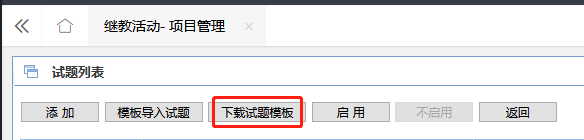 继教活动- 项目管理
试题列表
添 加 模板导入试题 下载试题模板 启 用 不启用 返回